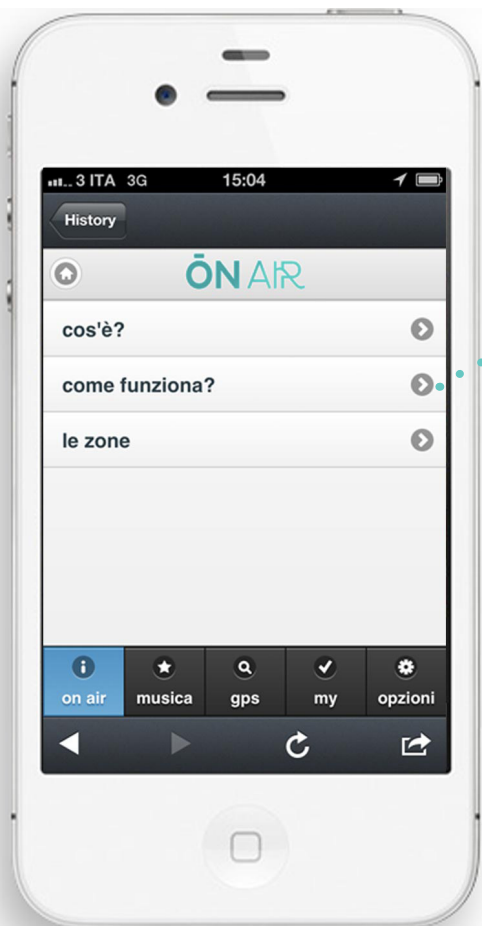 3 ITA 3G 15:04
History
ŌN AIR
cos'è?
come funziona?
le zone
on air musica gps my opzioni